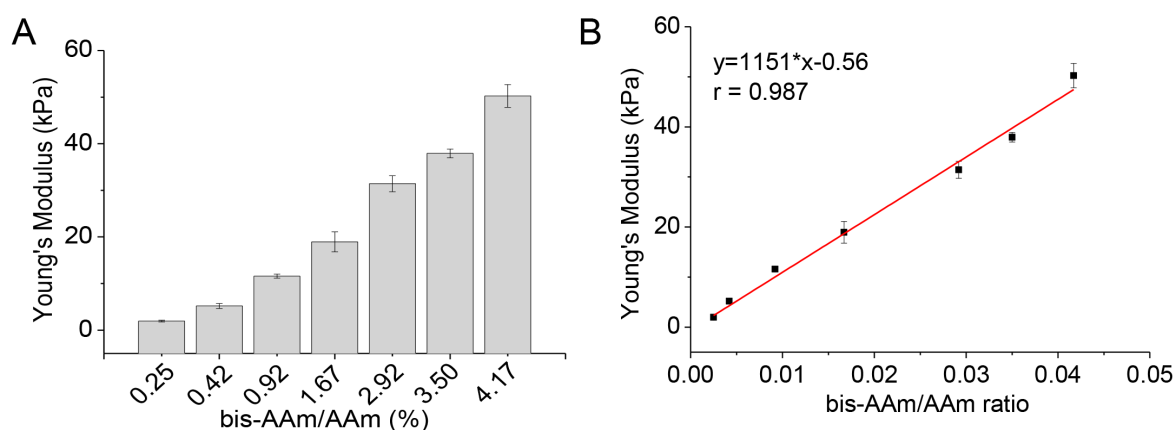 A
60
40
20
0
Young's Modulus (kPa)
0.25
0.42
0.92
1.67
2.92
3.50
4.17
bis-AAm/AAm (%)
B
y=1151*x-0.56
r = 0.987
60
40
20
0
Young's Modulus (kPa)
0.00
0.01
0.02
0.03
0.04
0.05
bis-AAm/AAm ratio